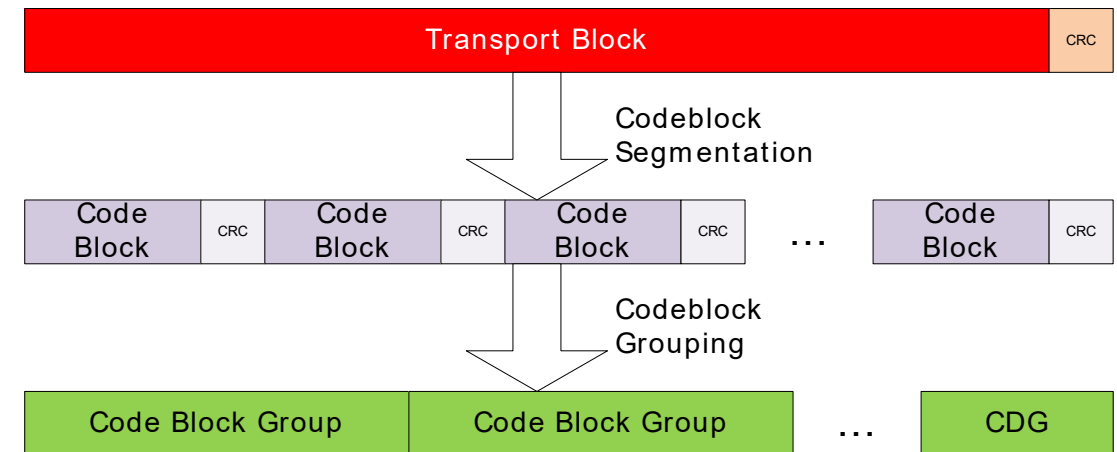 Transport Block
CRC
Codeblock
Segmentation
Code
Block
CRC
Code
Block
CRC
Code
Block
CRC
...
Code
Block
CRC
Codeblock
Grouping
Code Block Group
Code Block Group
...
CDG